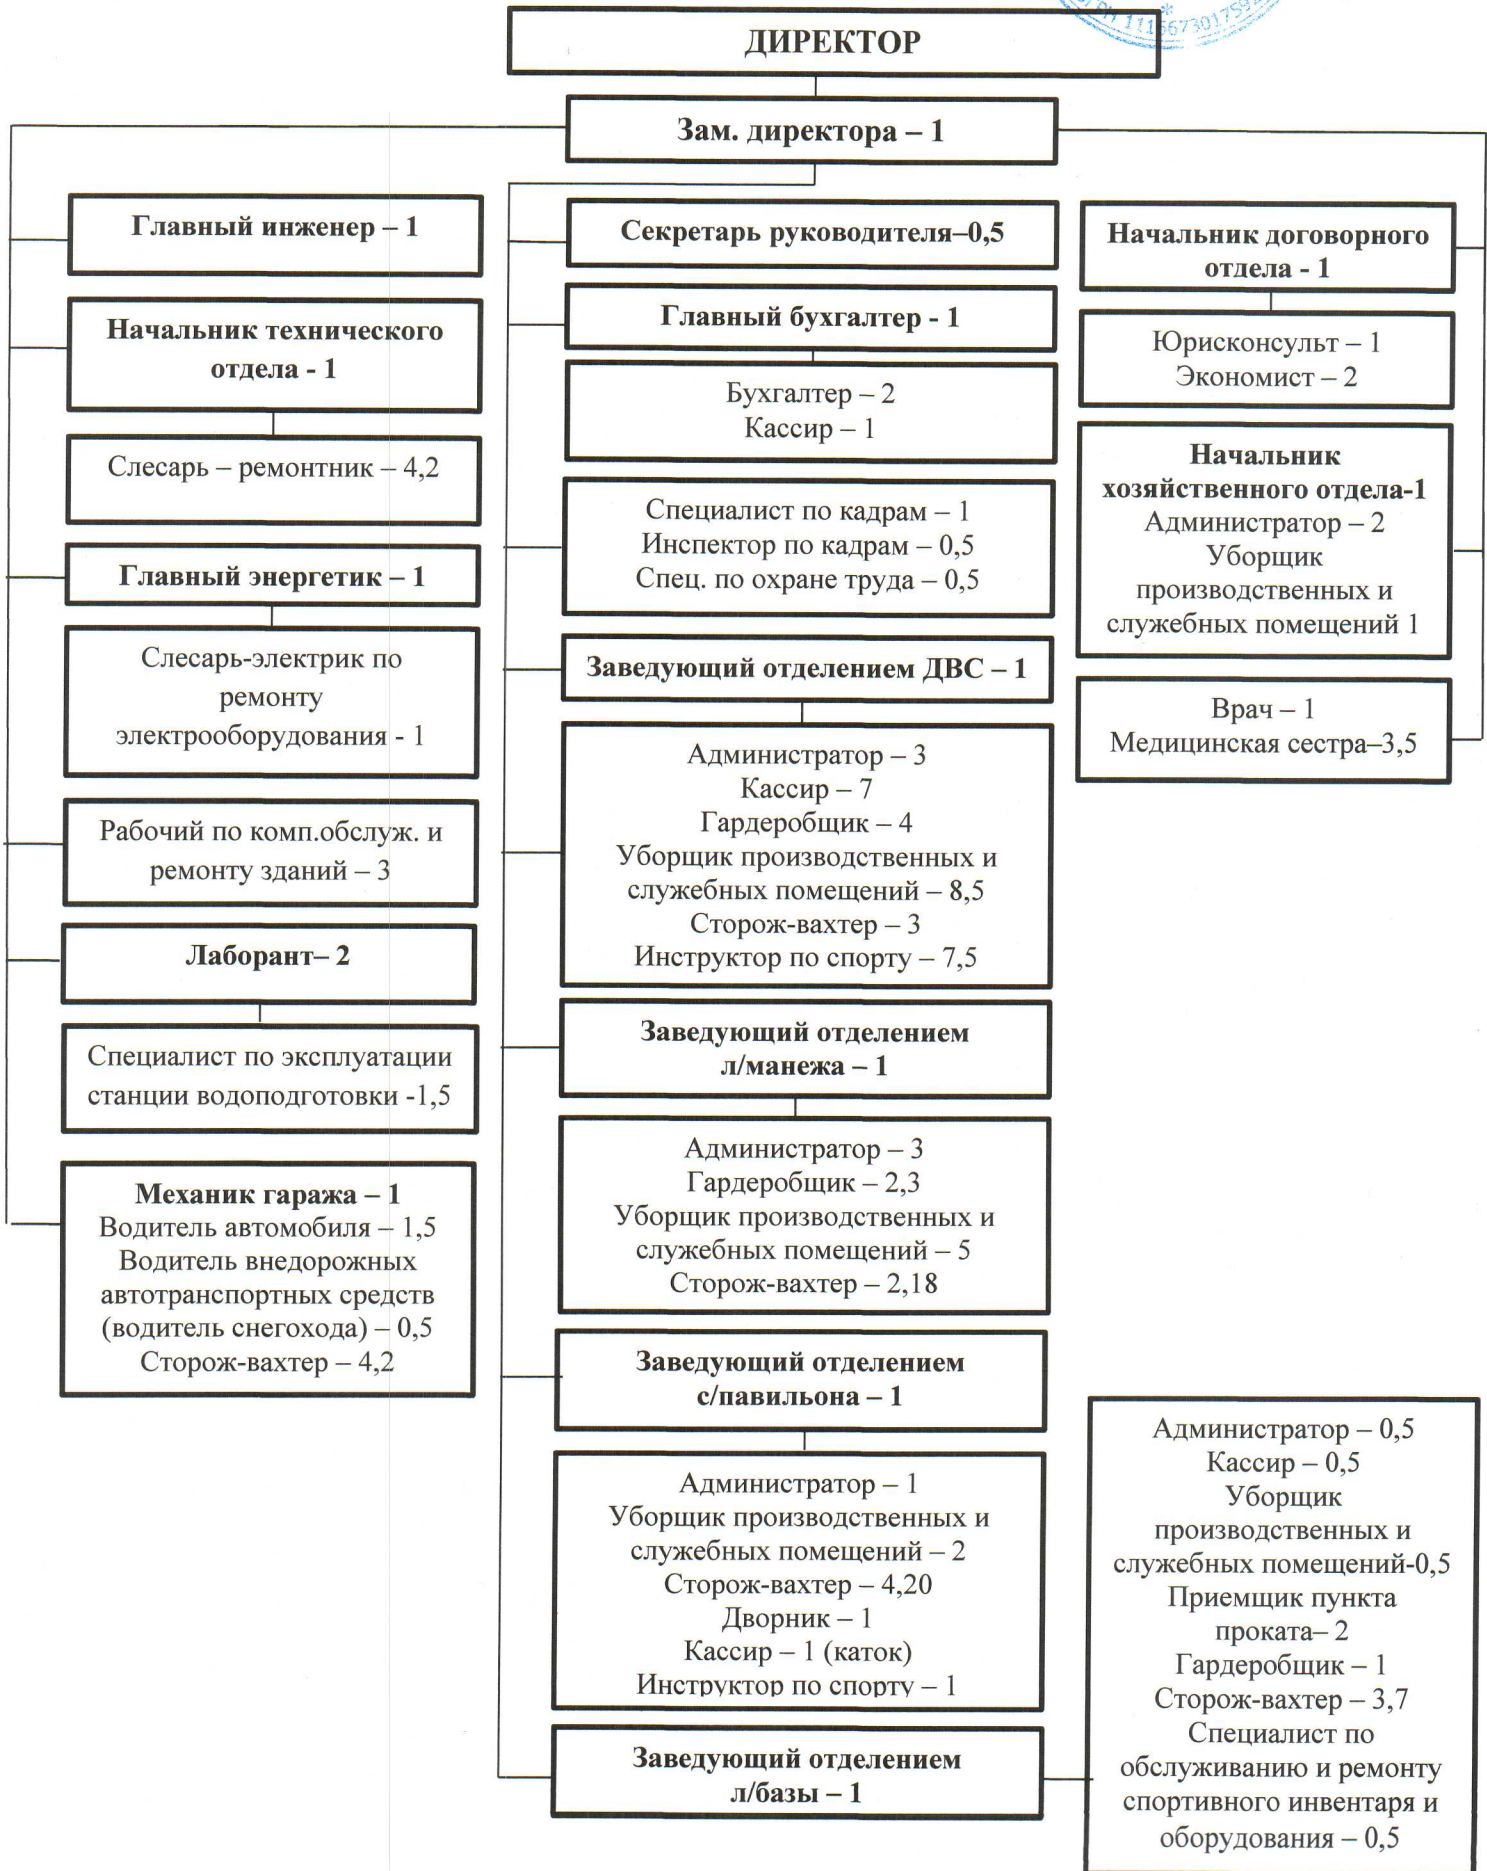 ОГРН 1116673017592
*
ДИРЕКТОР
Зам. директора – 1
Главный инженер – 1
Начальник технического
отдела - 1
Слесарь – ремонтник – 4,2
Главный энергетик – 1
Слесарь-электрик по
ремонту
электрооборудования - 1
Рабочий по комп.обслуж. и
ремонту зданий – 3
Лаборант– 2
Специалист по эксплуатации
станции водоподготовки -1,5
Механик гаража – 1
Водитель автомобиля – 1,5
Водитель внедорожных
автотранспортных средств
(водитель снегохода) – 0,5
Сторож-вахтер – 4,2
Секретарь руководителя–0,5
Главный бухгалтер - 1
Бухгалтер – 2
Кассир – 1
Специалист по кадрам – 1
Инспектор по кадрам – 0,5
Спец. по охране труда – 0,5
Заведующий отделением ДВС – 1
Администратор – 3
Кассир – 7
Гардеробщик – 4
Уборщик производственных и
служебных помещений – 8,5
Сторож-вахтер – 3
Инструктор по спорту – 7,5
Заведующий отделением
л/манежа – 1
Администратор – 3
Гардеробщик – 2,3
Уборщик производственных и
служебных помещений – 5
Сторож-вахтер – 2,18
Заведующий отделением
с/павильона – 1
Администратор – 1
Уборщик производственных и
служебных помещений – 2
Сторож-вахтер – 4,20
Дворник – 1
Кассир – 1 (каток)
Инструктор по спорту – 1
Заведующий отделением
л/базы – 1
Начальник договорного
отдела - 1
Юрисконсульт – 1
Экономист – 2
Начальник
хозяйственного отдела-1
Администратор – 2
Уборщик
производственных и
служебных помещений 1
Врач – 1
Медицинская сестра–3,5
Администратор – 0,5
Кассир – 0,5
Уборщик
производственных и
служебных помещений-0,5
Приемщик пункта
проката– 2
Гардеробщик – 1
Сторож-вахтер – 3,7
Специалист по
обслуживанию и ремонту
спортивного инвентаря и
оборудования – 0,5